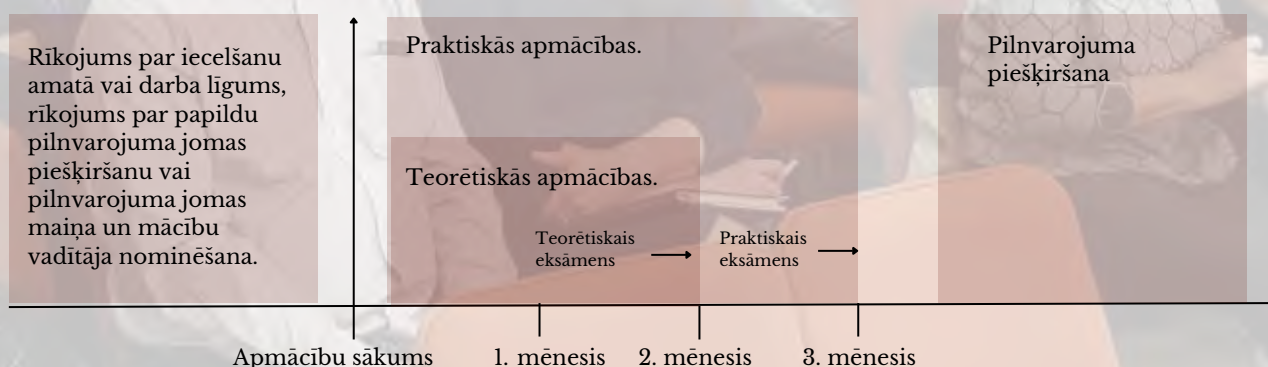 Rīkojums par iecelšanu
amatā vai darba līgums,
rīkojums par papildu
pilnvarojuma jomas
piešķiršanu vai
pilnvarojuma jomas
maiņa un mācību
vadītāja nominēšana.
Praktiskās apmācības.
Teorētiskās apmācības.
Teorētiskais
eksāmens
Praktiskais
eksāmens
Pilnvarojuma
piešķiršana
Apmācību sākums
1. mēnesis
2. mēnesis
3. mēnesis